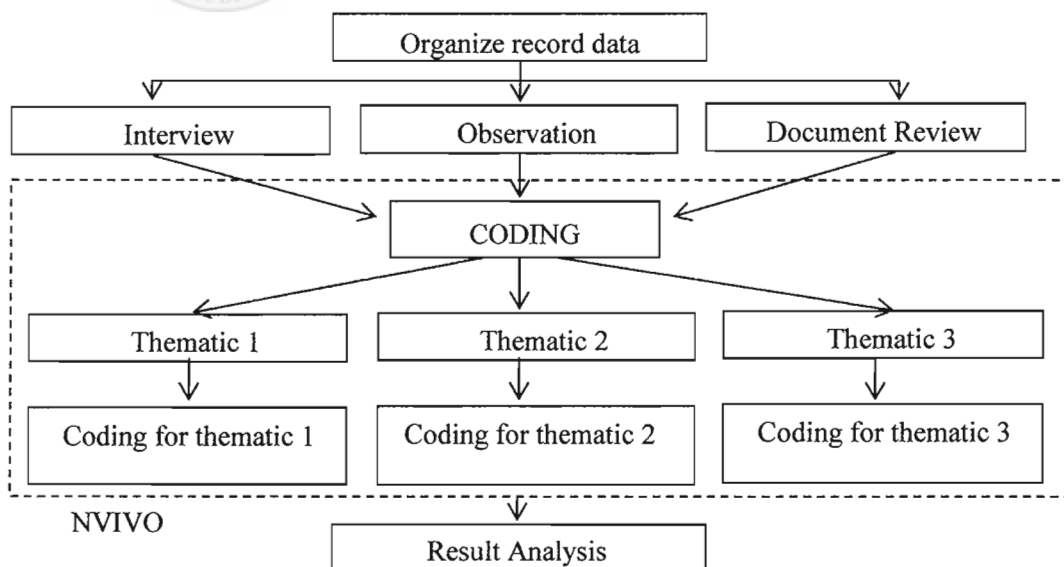 Organize record data
Interview
Observation
Document Review
CODING
Thematic 1
Thematic 2
Thematic 3
Coding for thematic 1
Coding for thematic 2
Coding for thematic 3
NVIVO
Result Analysis